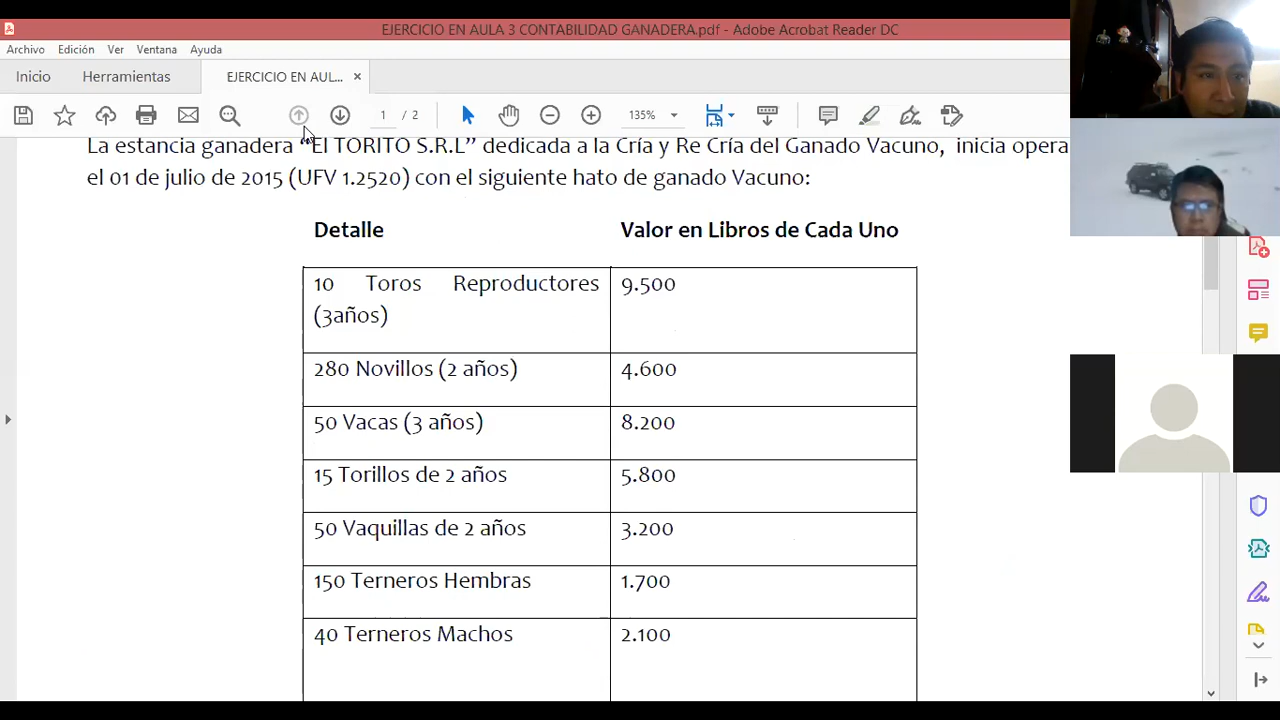 EJERCICIO EN AULA 3 CONTABILIDAD GANADERA.pdf - Adobe Acrobat Reader DC
Archivo Edición Ver Ventana Ayuda
Inicio Herramientas EJERCICIO EN AUL... ×
1 / 2 135%
La estancia ganadera “El TORITO S.R.L” dedicada a la Cría y Re Cría del Ganado Vacuno, inicia opera
el 01 de julio de 2015 (UFV 1.2520) con el siguiente hato de ganado Vacuno:
Detalle Valor en Libros de Cada Uno
10 Toros Reproductores 9.500
(3años)
280 Novillos (2 años) 4.600
50 Vacas (3 años) 8.200
15 Torillos de 2 años 5.800
50 Vaquillas de 2 años 3.200
150 Terneros Hembras 1.700
40 Terneros Machos 2.100